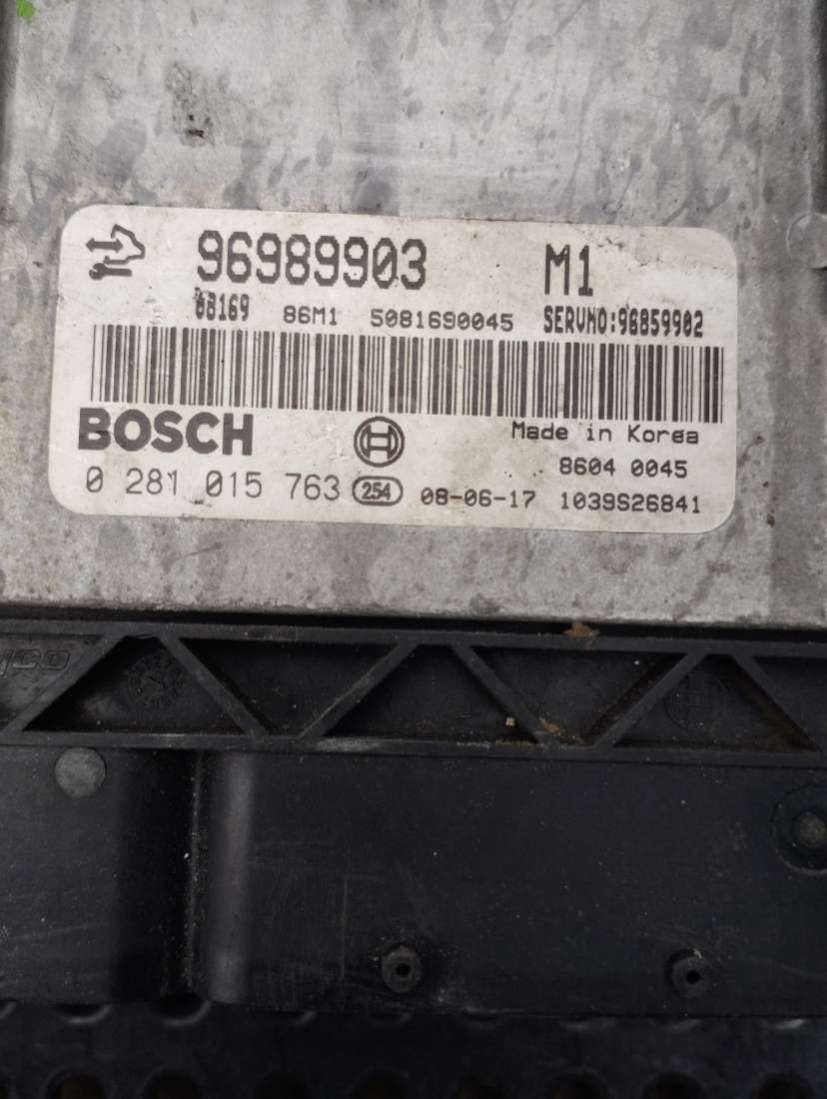 96989903 M1
08169 86M1 5081690045 SERVNO:96859902
BOSCH
Made in Korea
8604 0045
0 281 015 763 254 08-06-17 1039S26841